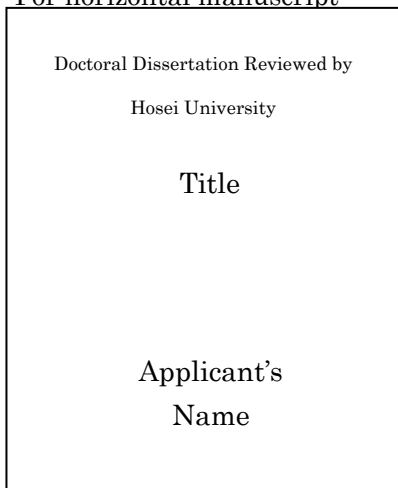 For horizontal manuscript
Doctoral Dissertation Reviewed by
Hosei University
Title
Applicant's
Name